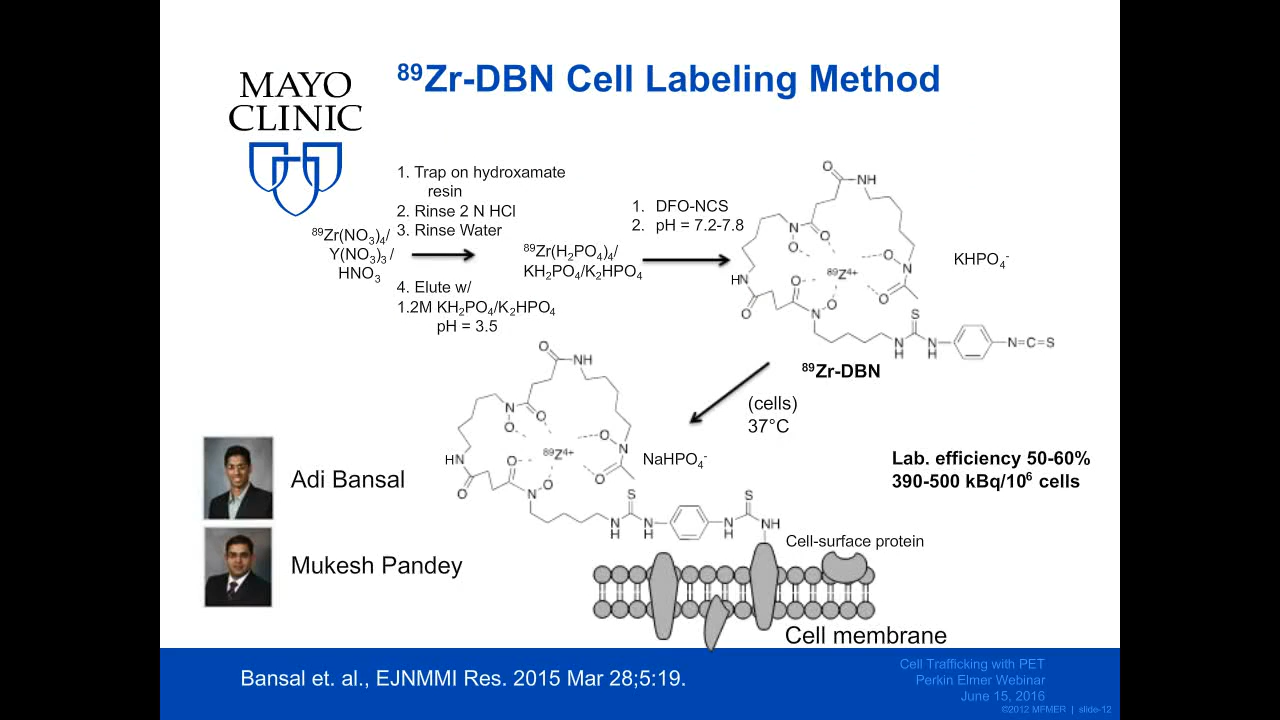 ⁸⁹Zr-DBN Cell Labeling Method
MAYO
CLINIC
1. Trap on hydroxamate
resin
2. Rinse 2 N HCl
3. Rinse Water
⁸⁹Zr(NO₃)₄/
Y(NO₃)₃ /
HNO₃
4. Elute w/
1.2M KH₂PO₄/K₂HPO₄
pH = 3.5
⁸⁹Zr(H₂PO₄)₄/
KH₂PO₄/K₂HPO₄
1. DFO-NCS
2. pH = 7.2-7.8
O
NH
N
O
O
HN
O
O
N
O
⁸⁹Z⁴⁺
O
N
O
S
N
H
N
H
N=C=S
KHPO₄⁻
⁸⁹Zr-DBN
(cells)
37°C
O
NH
N
O
O
HN
O
O
N
O
⁸⁹Z⁴⁺
O
N
O
S
N
H
N
H
N
H
S
NH
NaHPO₄⁻
Lab. efficiency 50-60%
390-500 kBq/10⁶ cells
Adi Bansal
Mukesh Pandey
Cell-surface protein
Cell membrane
Bansal et. al., EJNMMI Res. 2015 Mar 28;5:19.
Cell Trafficking with PET
Perkin Elmer Webinar
June 15, 2016
©2012 MFMER | slide-12